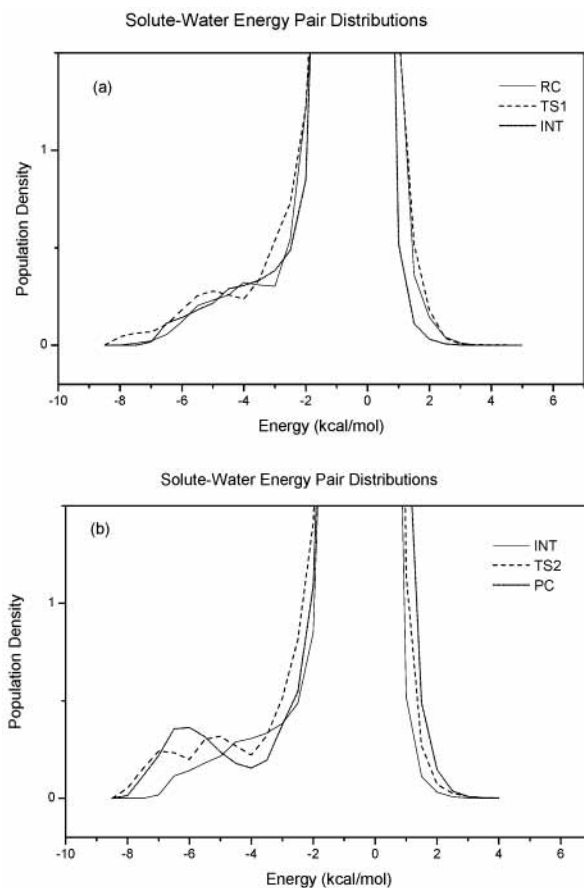 Solute-Water Energy Pair Distributions
(a)
RC
TS1
INT
1
0
Population Density
-10 -8 -6 -4 -2 0 2 4 6
Energy (kcal/mol)
Solute-Water Energy Pair Distributions
(b)
INT
TS2
PC
1
0
Population Density
-10 -8 -6 -4 -2 0 2 4 6
Energy (kcal/mol)